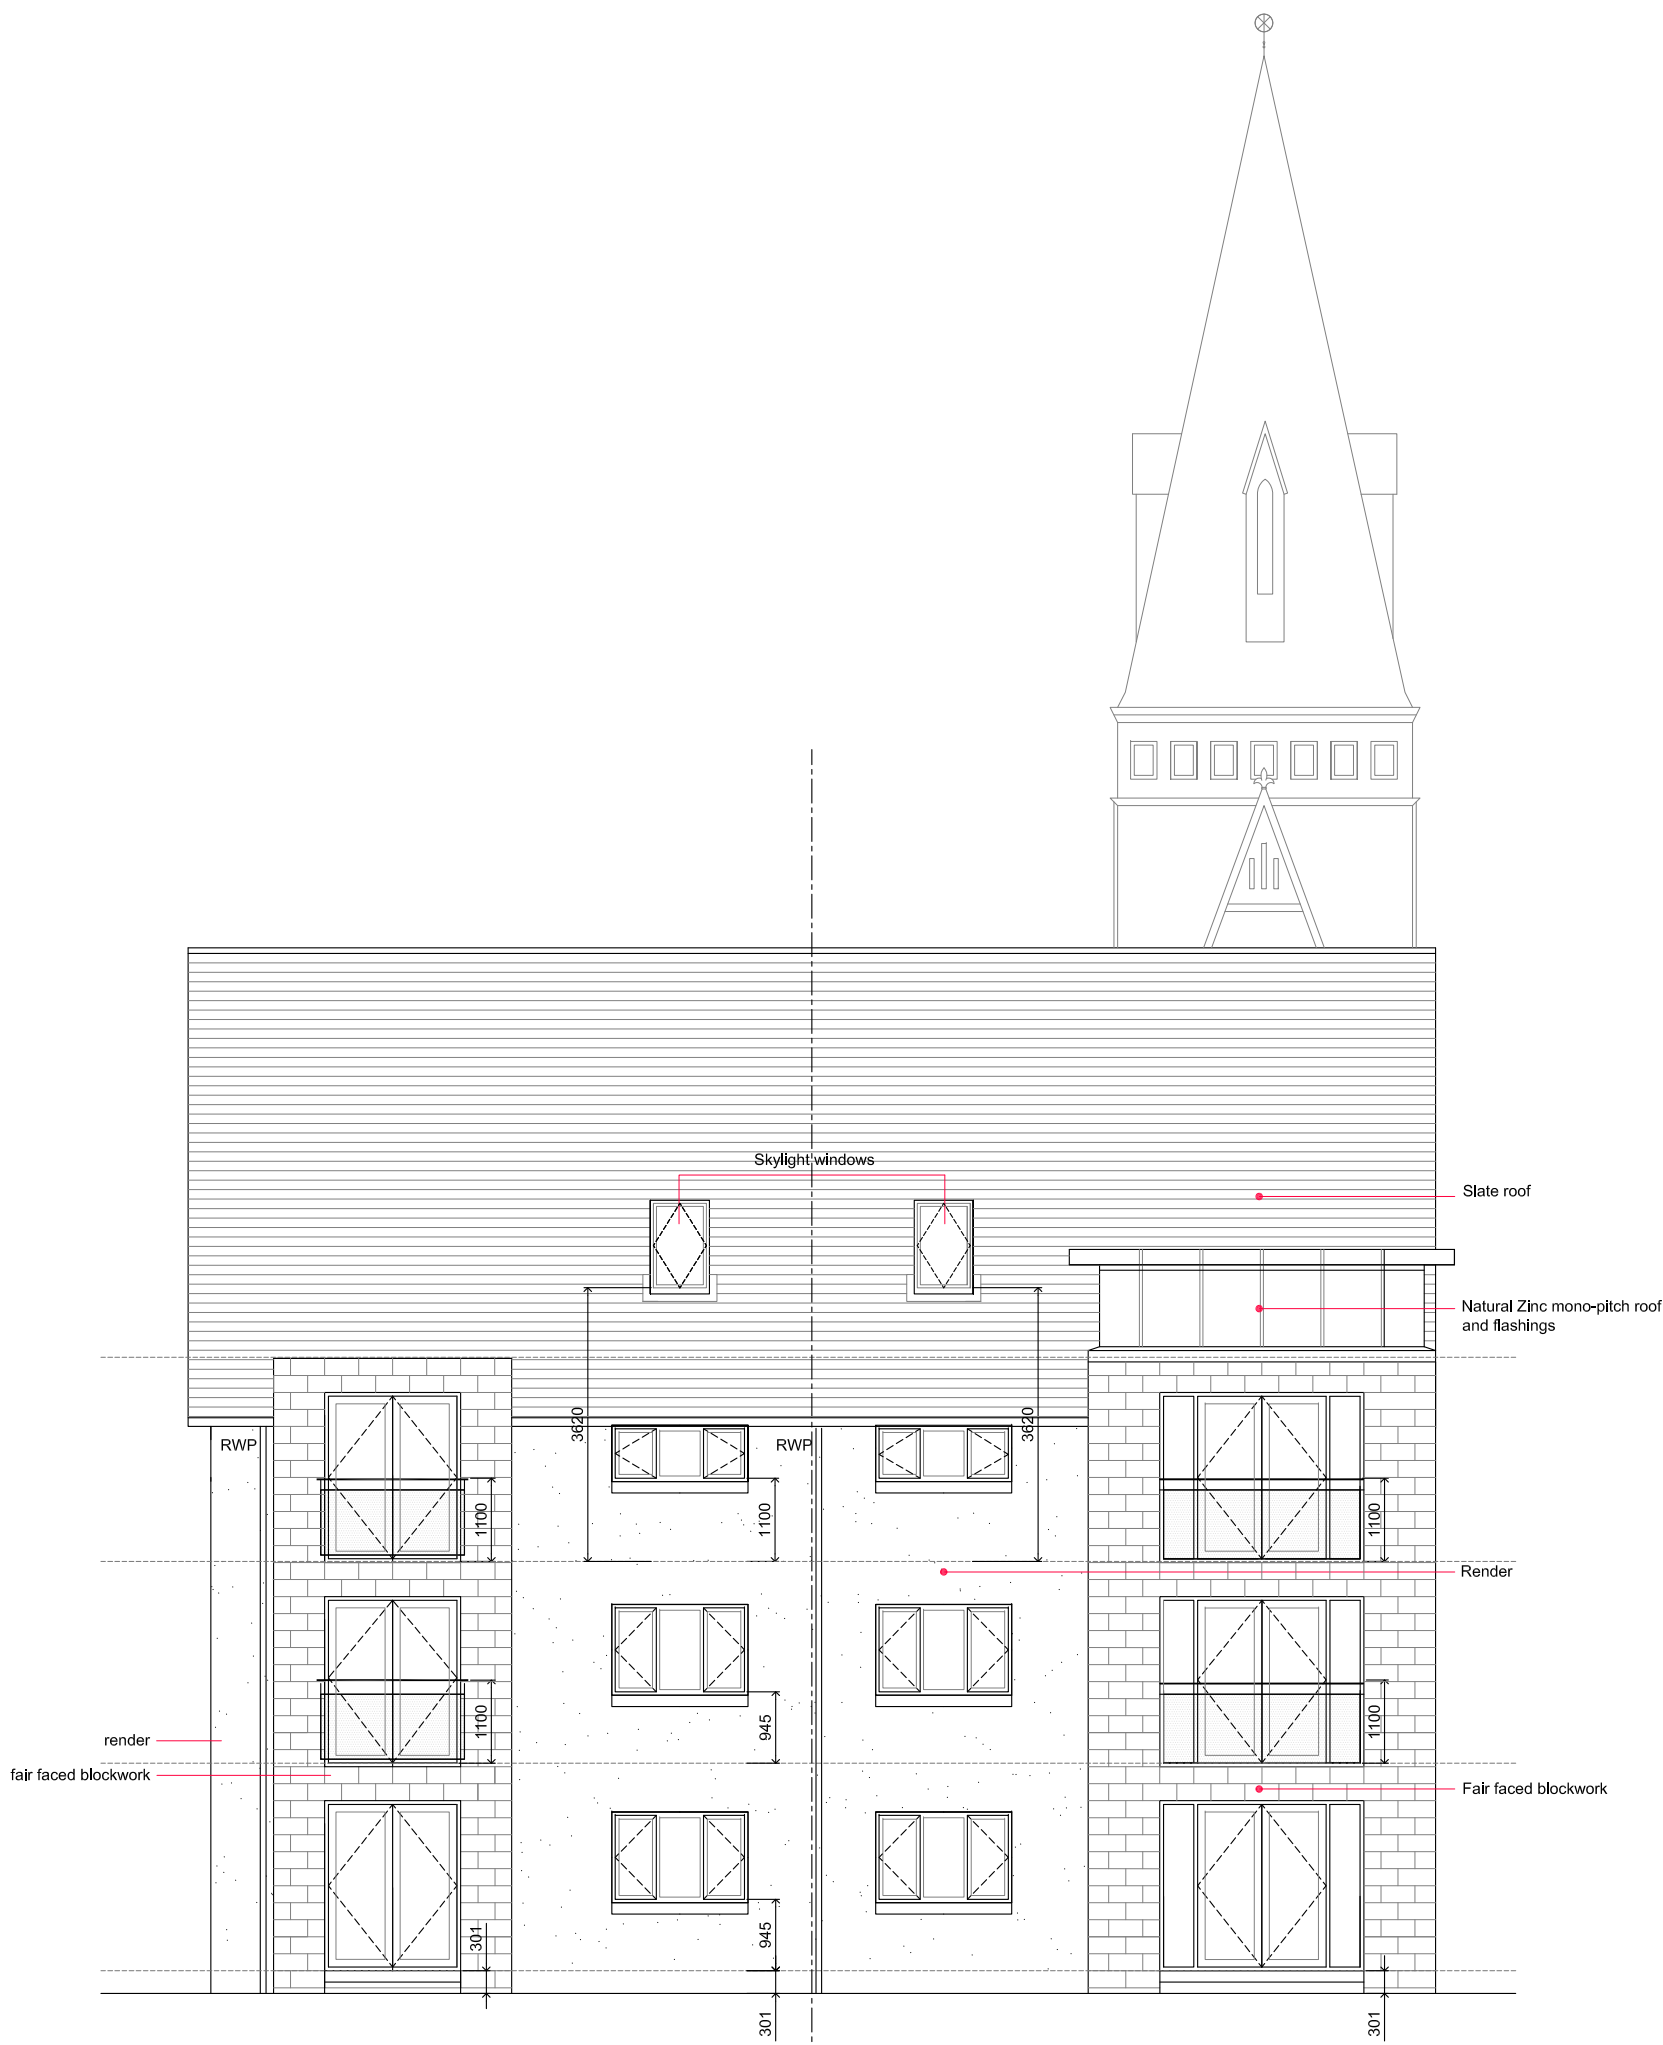 Skylight windows
Slate roof
Natural Zinc mono-pitch roof
and flashings
3620
3620
RWP
RWP
1100
1100
1100
Render
1100
945
1100
render
fair faced blockwork
Fair faced blockwork
301
945
301
301